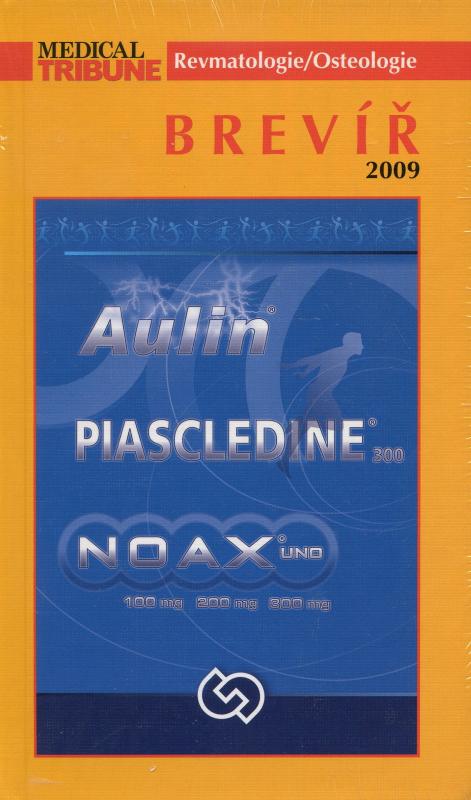 MEDICAL
TRIBUNE
Revmatologie/Osteologie
BREVÍŘ
2009
Aulin®
PIASCLEDINE® 300
NOAX® UNO
100 mg 200 mg 300 mg